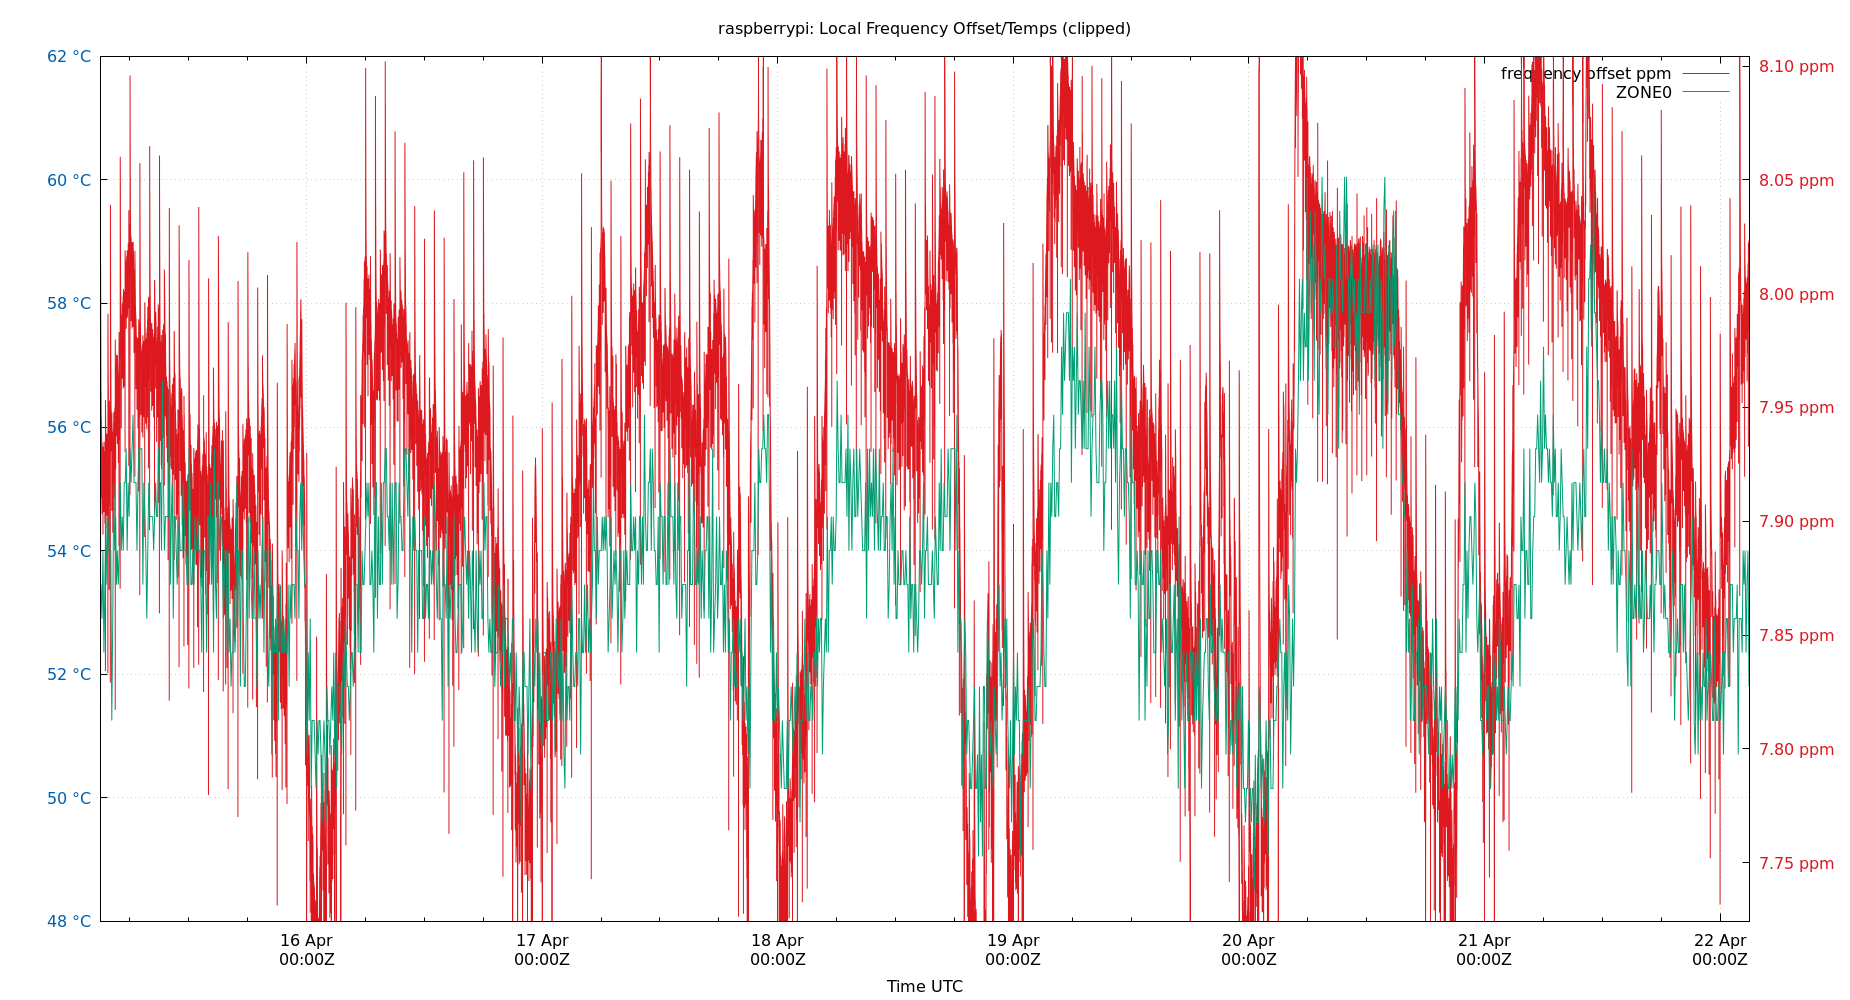 raspberrypi: Local Frequency Offset/Temps (clipped)
62 °C
60 °C
58 °C
56 °C
54 °C
52 °C
50 °C
48 °C
frequency offset ppm
ZONE0
8.10 ppm
8.05 ppm
8.00 ppm
7.95 ppm
7.90 ppm
7.85 ppm
7.80 ppm
7.75 ppm
16 Apr
00:00Z
17 Apr
00:00Z
18 Apr
00:00Z
19 Apr
00:00Z
20 Apr
00:00Z
21 Apr
00:00Z
22 Apr
00:00Z
Time UTC